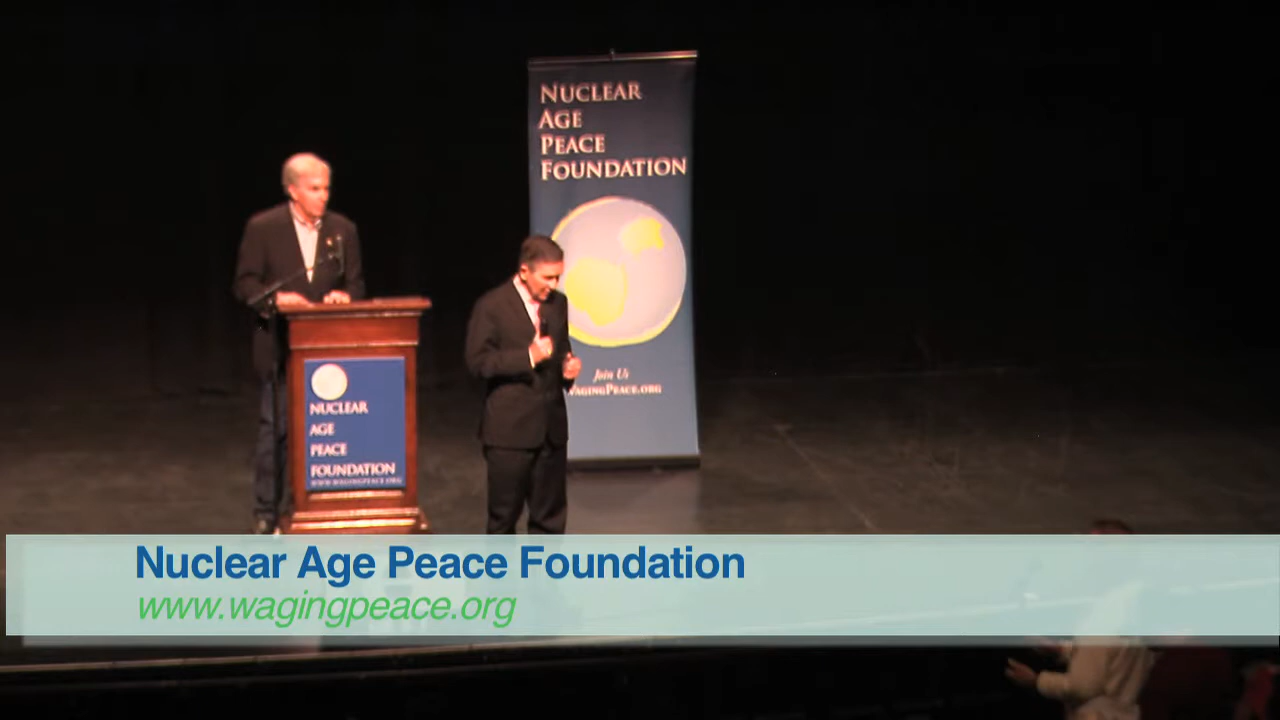 NUCLEAR
AGE
PEACE
FOUNDATION
Join Us
WAGINGPEACE.ORG
NUCLEAR
AGE
PEACE
FOUNDATION
WWW.WAGINGPEACE.ORG
Nuclear Age Peace Foundation
www.wagingpeace.org